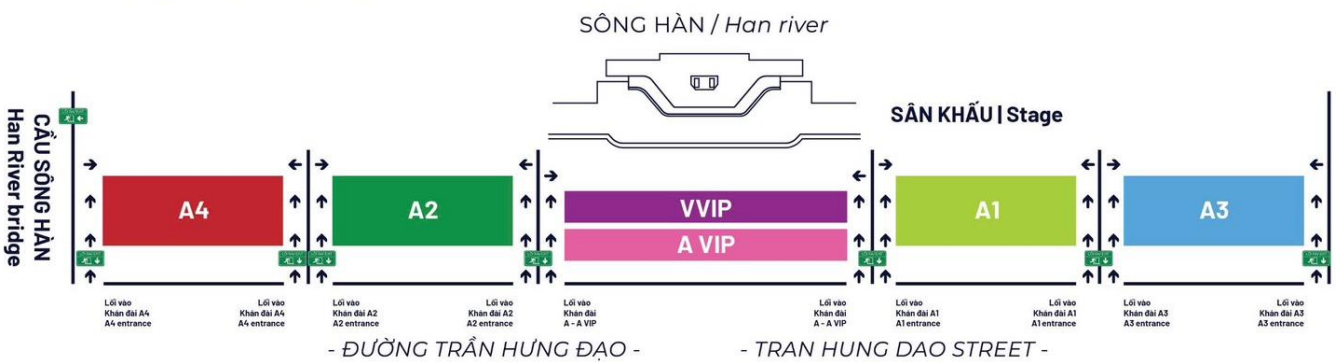 SÔNG HÀN / Han river
SÂN KHẤU | Stage
CẦU SÔNG HÀN
Han River bridge
A4
A2
VVIP
A VIP
A1
A3
Lối vào
Khán đài A4
A4 entrance
Lối vào
Khán đài A4
A4 entrance
Lối vào
Khán đài A2
A2 entrance
Lối vào
Khán đài A2
A2 entrance
Lối vào
Khán đài
A - A VIP
Lối vào
Khán đài
A - A VIP
Lối vào
Khán đài A1
A1 entrance
Lối vào
Khán đài A1
A1 entrance
Lối vào
Khán đài A3
A3 entrance
Lối vào
Khán đài A3
A3 entrance
- ĐƯỜNG TRẦN HƯNG ĐẠO -
- TRAN HUNG DAO STREET -